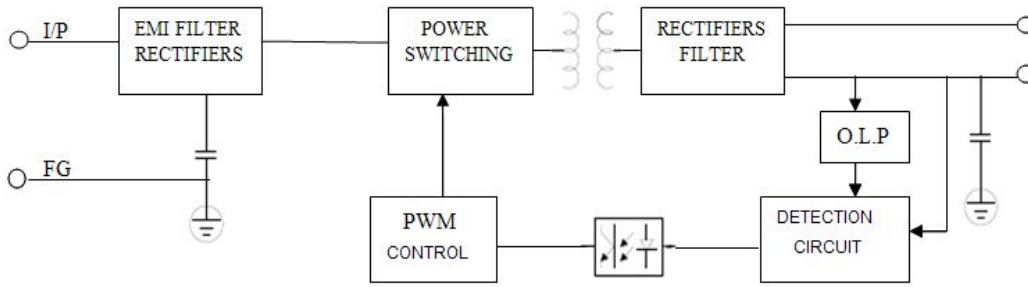 I/P
EMI FILTER
RECTIFIERS
POWER
SWITCHING
RECTIFIERS
FILTER
O.L.P
FG
PWM
CONTROL
DETECTION
CIRCUIT